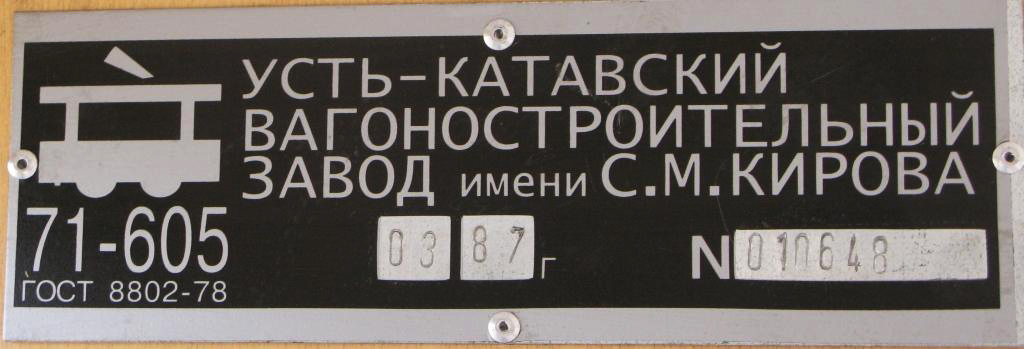 УСТЬ-КАТАВСКИЙ
ВАГОНОСТРОИТЕЛЬНЫЙ
ЗАВОД имени С.М.КИРОВА
71-605
03 87 г
N 010648
ГОСТ 8802-78